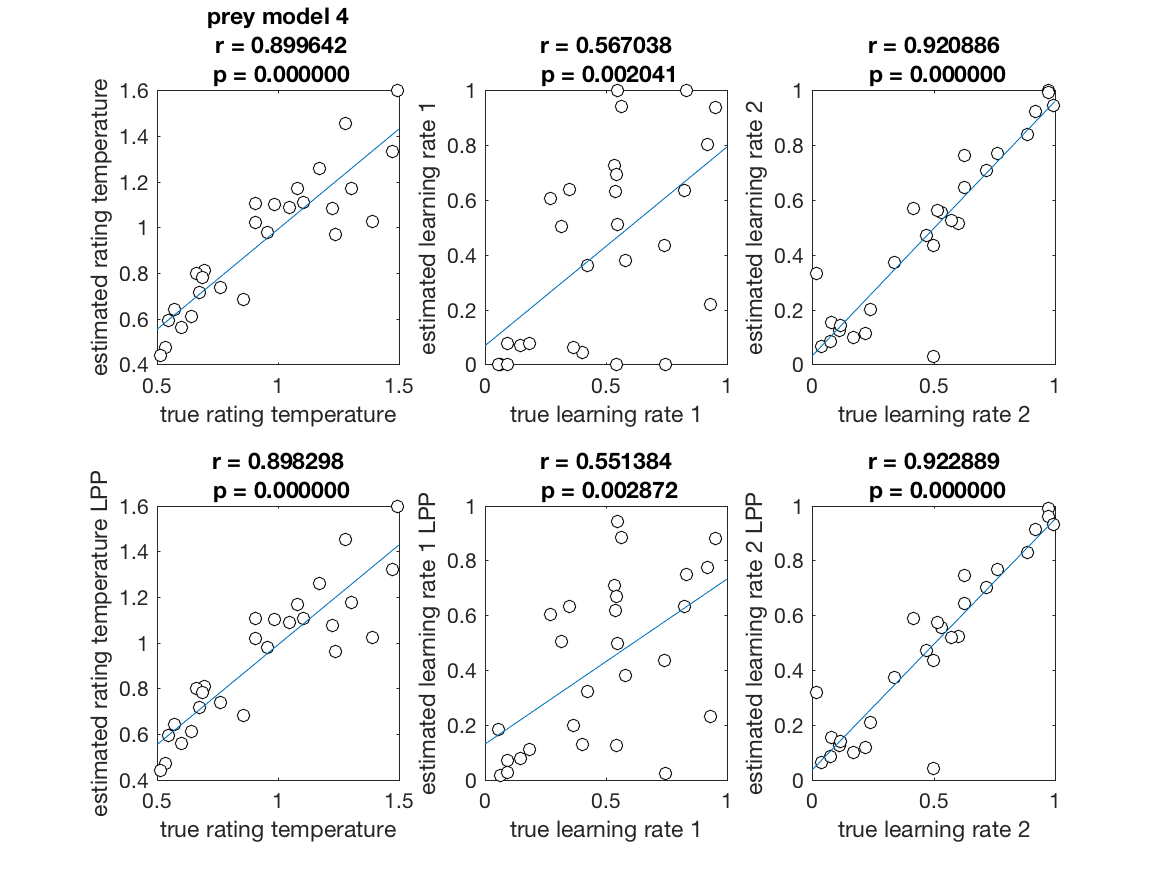 prey model 4
r = 0.899642
p = 0.000000
r = 0.567038
p = 0.002041
r = 0.920886
p = 0.000000
estimated rating temperature
1.6
1.4
1.2
1
0.8
0.6
0.4
0.5
1
1.5
true rating temperature
estimated learning rate 1
1
0.8
0.6
0.4
0.2
0
0
0.5
1
true learning rate 1
estimated learning rate 2
1
0.8
0.6
0.4
0.2
0
0
0.5
1
true learning rate 2
r = 0.898298
p = 0.000000
r = 0.551384
p = 0.002872
r = 0.922889
p = 0.000000
estimated rating temperature LPP
1.6
1.4
1.2
1
0.8
0.6
0.4
0.5
1
1.5
true rating temperature
estimated learning rate 1 LPP
1
0.8
0.6
0.4
0.2
0
0
0.5
1
true learning rate 1
estimated learning rate 2 LPP
1
0.8
0.6
0.4
0.2
0
0
0.5
1
true learning rate 2